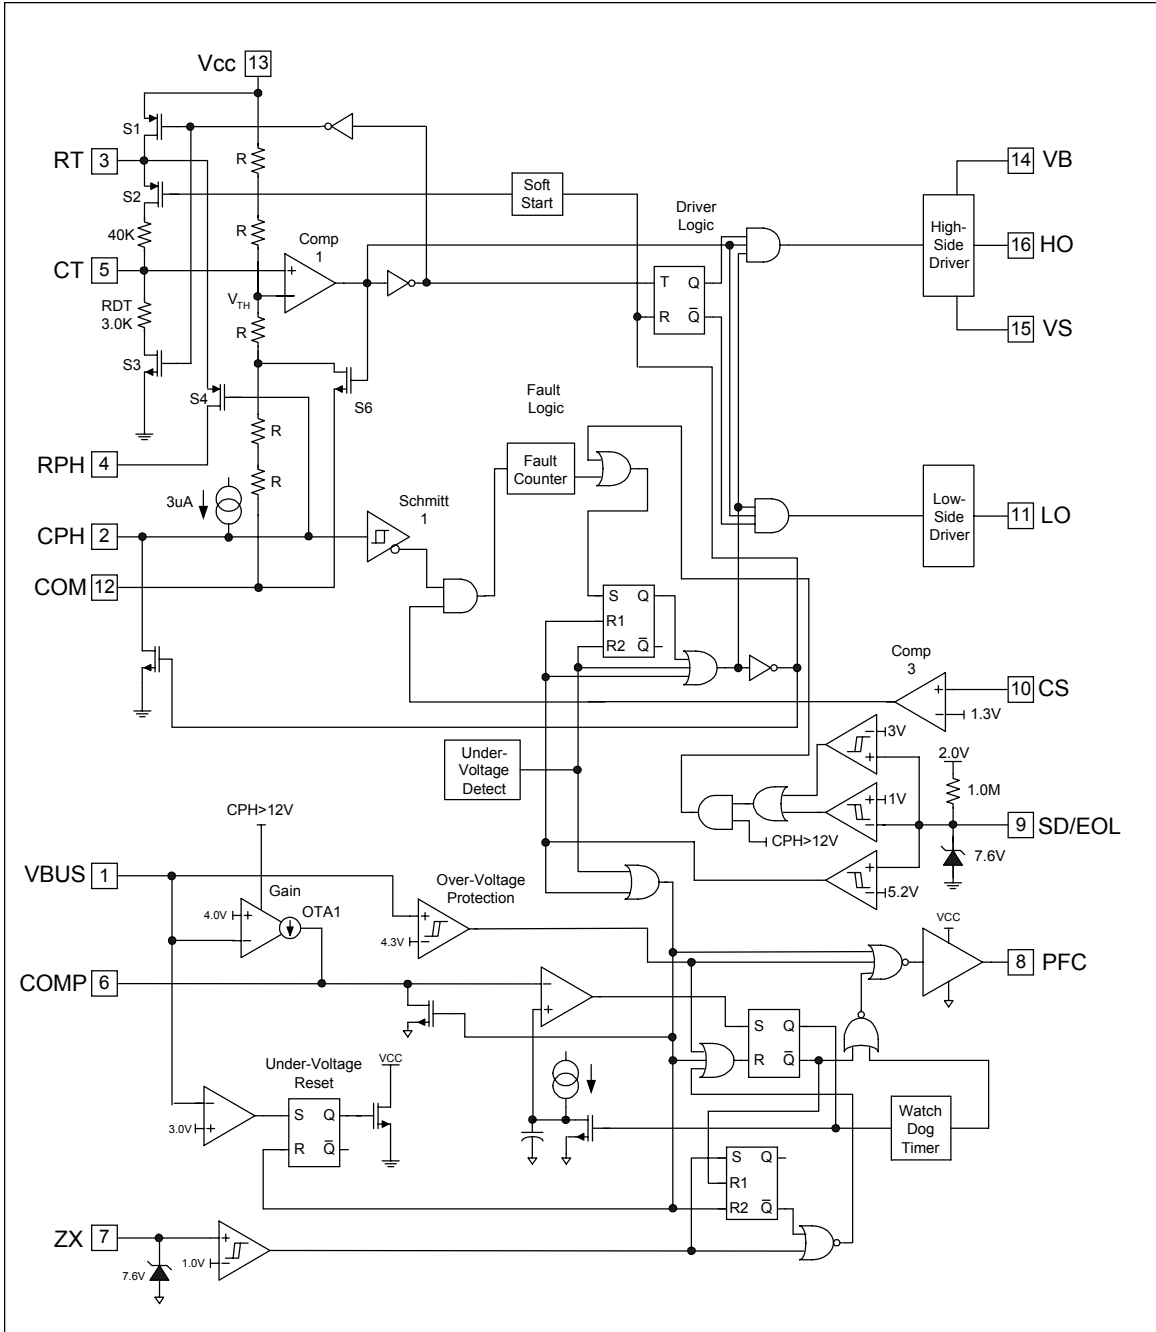 Vcc 13
S1
RT 3
R
S2
Soft
Start
40K
R
Comp
1
Driver
Logic
14 VB
High-
Side
Driver
16 HO
15 VS
CT 5
+
VTH
T Q
R Q
RDT
3.0K
R
S3
S4
S6
Fault
Logic
RPH 4
R
R
3uA
Fault
Counter
Schmitt
1
CPH 2
COM 12
Low-
Side
Driver
11 LO
S Q
R1
R2 Q
Comp
3
+
−
10 CS
1.3V
Under-
Voltage
Detect
3V
−
+
2.0V
1.0M
1V
+
−
CPH>12V
9 SD/EOL
7.6V
+
−
5.2V
CPH>12V
VBUS 1
Gain
4.0V
+
−
OTA1
Over-Voltage
Protection
+
4.3V
−
VCC
8 PFC
COMP 6
−
+
S Q
R Q
Under-Voltage
Reset
VCC
−
3.0V
+
S Q
R Q
Watch
Dog
Timer
S Q
R1
R2 Q
ZX 7
+
1.0V
−
7.6V